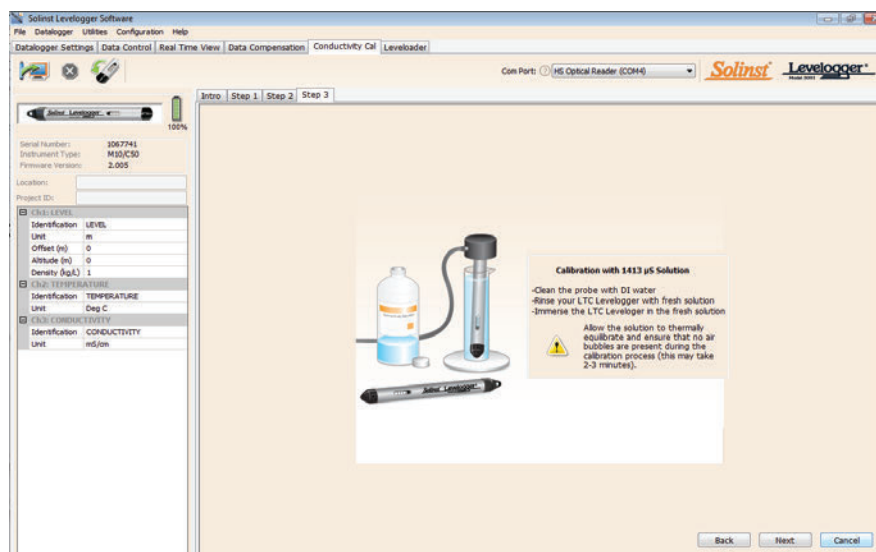 Solinst Levelogger Software
File Datalogger Utilities Configuration Help
Datalogger Settings Data Control Real Time View Data Compensation Conductivity Cal Leveloader
Com Port: HS Optical Reader (COM4) Solinst Levelogger
Intro Step 1 Step 2 Step 3
Solinst Levelogger
100%
Serial Number: 1067741
Instrument Type: M10/C50
Firmware Version: 2.005
Location:
Project ID:
Ch1: LEVEL
Identification LEVEL
Unit m
Offset (m) 0
Altitude (m) 0
Density (kg/L) 1
Ch2: TEMPERATURE
Identification TEMPERATURE
Unit Deg C
Ch3: CONDUCTIVITY
Identification CONDUCTIVITY
Unit mS/cm
Calibration with 1413 µS Solution
-Clean the probe with DI water
-Rinse your LTC Levelogger with fresh solution
-Immerse the LTC Leveloger in the fresh solution
Allow the solution to thermally
equilibrate and ensure that no air
bubbles are present during the
calibration process (this may take
2-3 minutes).
Solinst Levelogger
Back Next Cancel